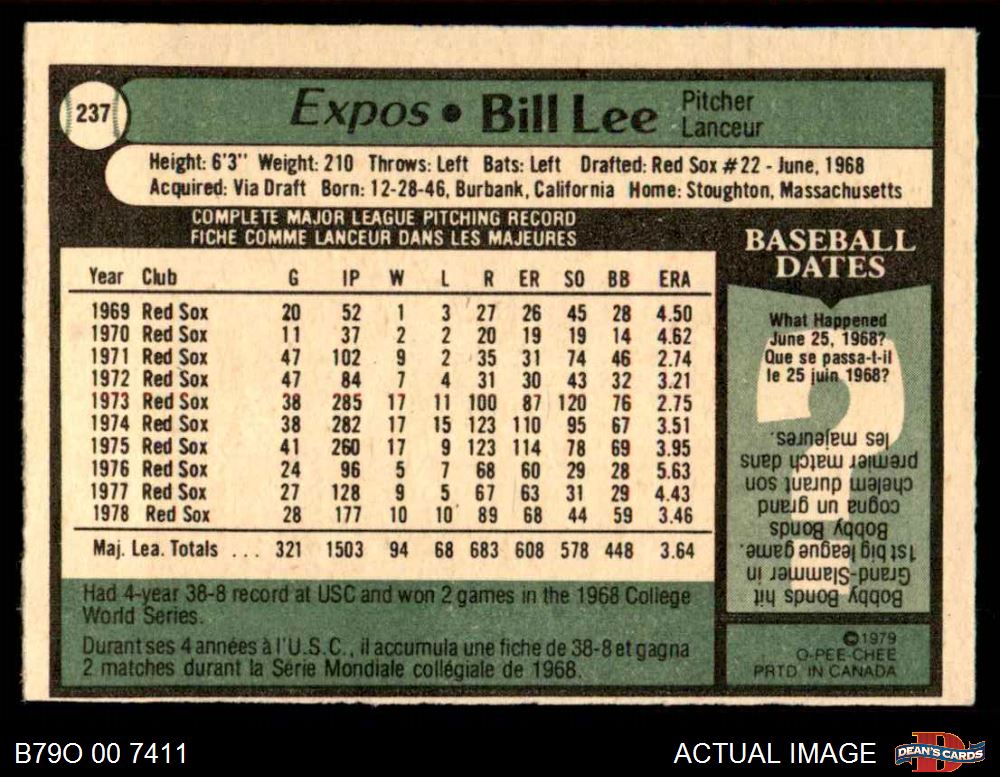 237
Expos • Bill Lee Pitcher
Lanceur
Height: 6'3" Weight: 210 Throws: Left Bats: Left Drafted: Red Sox #22 - June, 1968
Acquired: Via Draft Born: 12-28-46, Burbank, California Home: Stoughton, Massachusetts
COMPLETE MAJOR LEAGUE PITCHING RECORD
FICHE COMME LANCEUR DANS LES MAJEURES
Year Club G IP W L R ER SO BB ERA
1969 Red Sox 20 52 1 3 27 26 45 28 4.50
1970 Red Sox 11 37 2 2 20 19 19 14 4.62
1971 Red Sox 47 102 9 2 35 31 74 46 2.74
1972 Red Sox 47 84 7 4 31 30 43 32 3.21
1973 Red Sox 38 285 17 11 100 87 120 76 2.75
1974 Red Sox 38 282 17 15 123 110 95 67 3.51
1975 Red Sox 41 260 17 9 123 114 78 69 3.95
1976 Red Sox 24 96 5 7 68 60 29 28 5.63
1977 Red Sox 27 128 9 5 67 63 31 29 4.43
1978 Red Sox 28 177 10 10 89 68 44 59 3.46
Maj. Lea. Totals ... 321 1503 94 68 683 608 578 448 3.64
Had 4-year 38-8 record at USC and won 2 games in the 1968 College
World Series.
Durant ses 4 années à l'U.S.C., il accumula une fiche de 38-8 et gagna
2 matches durant la Série Mondiale collégiale de 1968.
BASEBALL
DATES
What Happened
June 25, 1968?
Que se passa-t-il
le 25 juin 1968?
Bobby Bonds hit
Grand-Slammer in
1st big league game.
Bobby Bonds
cogna un grand
chelem durant son
premier match dans
les majeures.
©1979
O-PEE-CHEE
PRTD IN CANADA
B79O 00 7411
ACTUAL IMAGE
DEAN'S CARDS